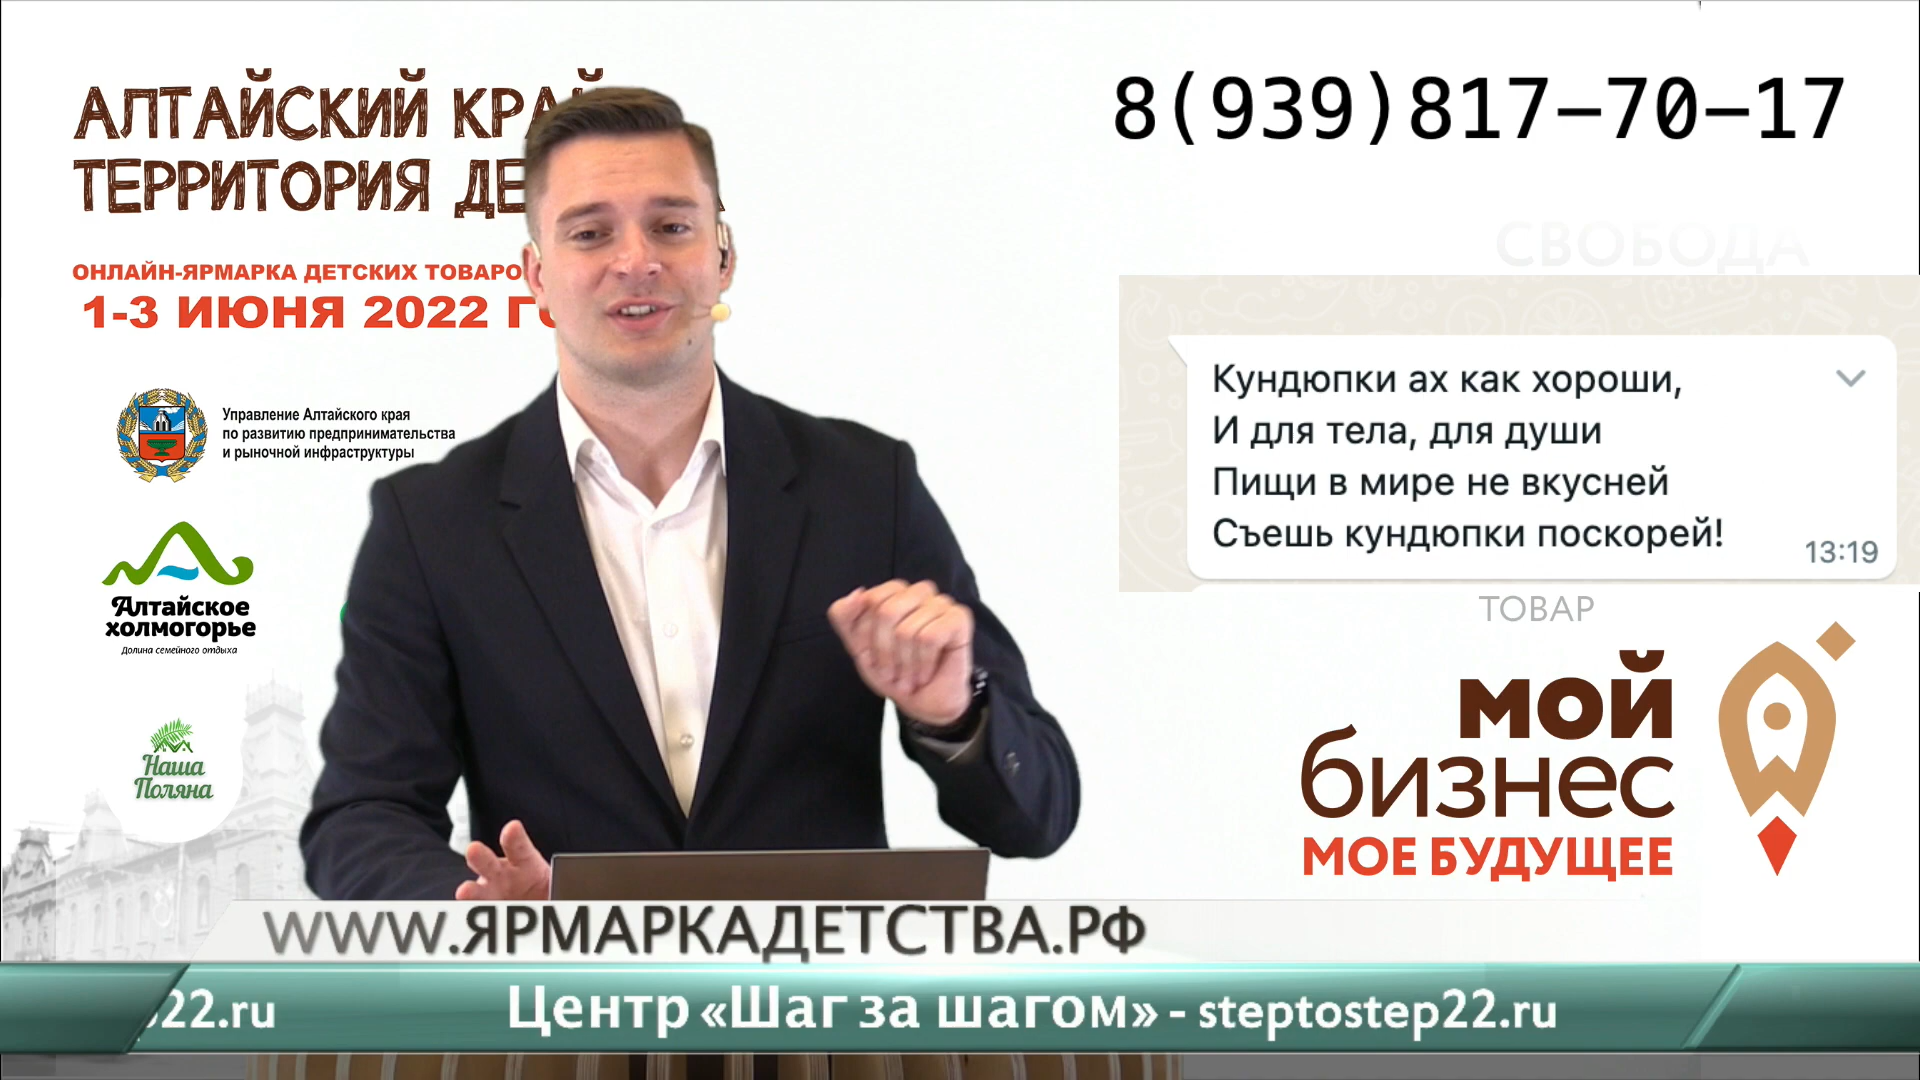 АЛТАЙСКИЙ КРАЙ
ТЕРРИТОРИЯ
ОНЛАЙН-ЯРМАРКА ДЕТСКИХ
1-3 ИЮНЯ 2022
Управление Алтайского края
по развитию предпринимательства
и рыночной инфраструктуры
Алтайское
холмогорье
Долина семейного отдыха
Наша
Поляна
8(939)817-70-17
СВОБОДА
Кундюпки ах как хороши,
И для тела, для души
Пищи в мире не вкусней
Съешь кундюпки поскорей!
13:19
ТОВАР
мой
бизнес
МОЕ БУДУЩЕЕ
WWW.ЯРМАРКАДЕТСТВА.РФ
22.ru
Центр «Шаг за шагом» - steptostep22.ru